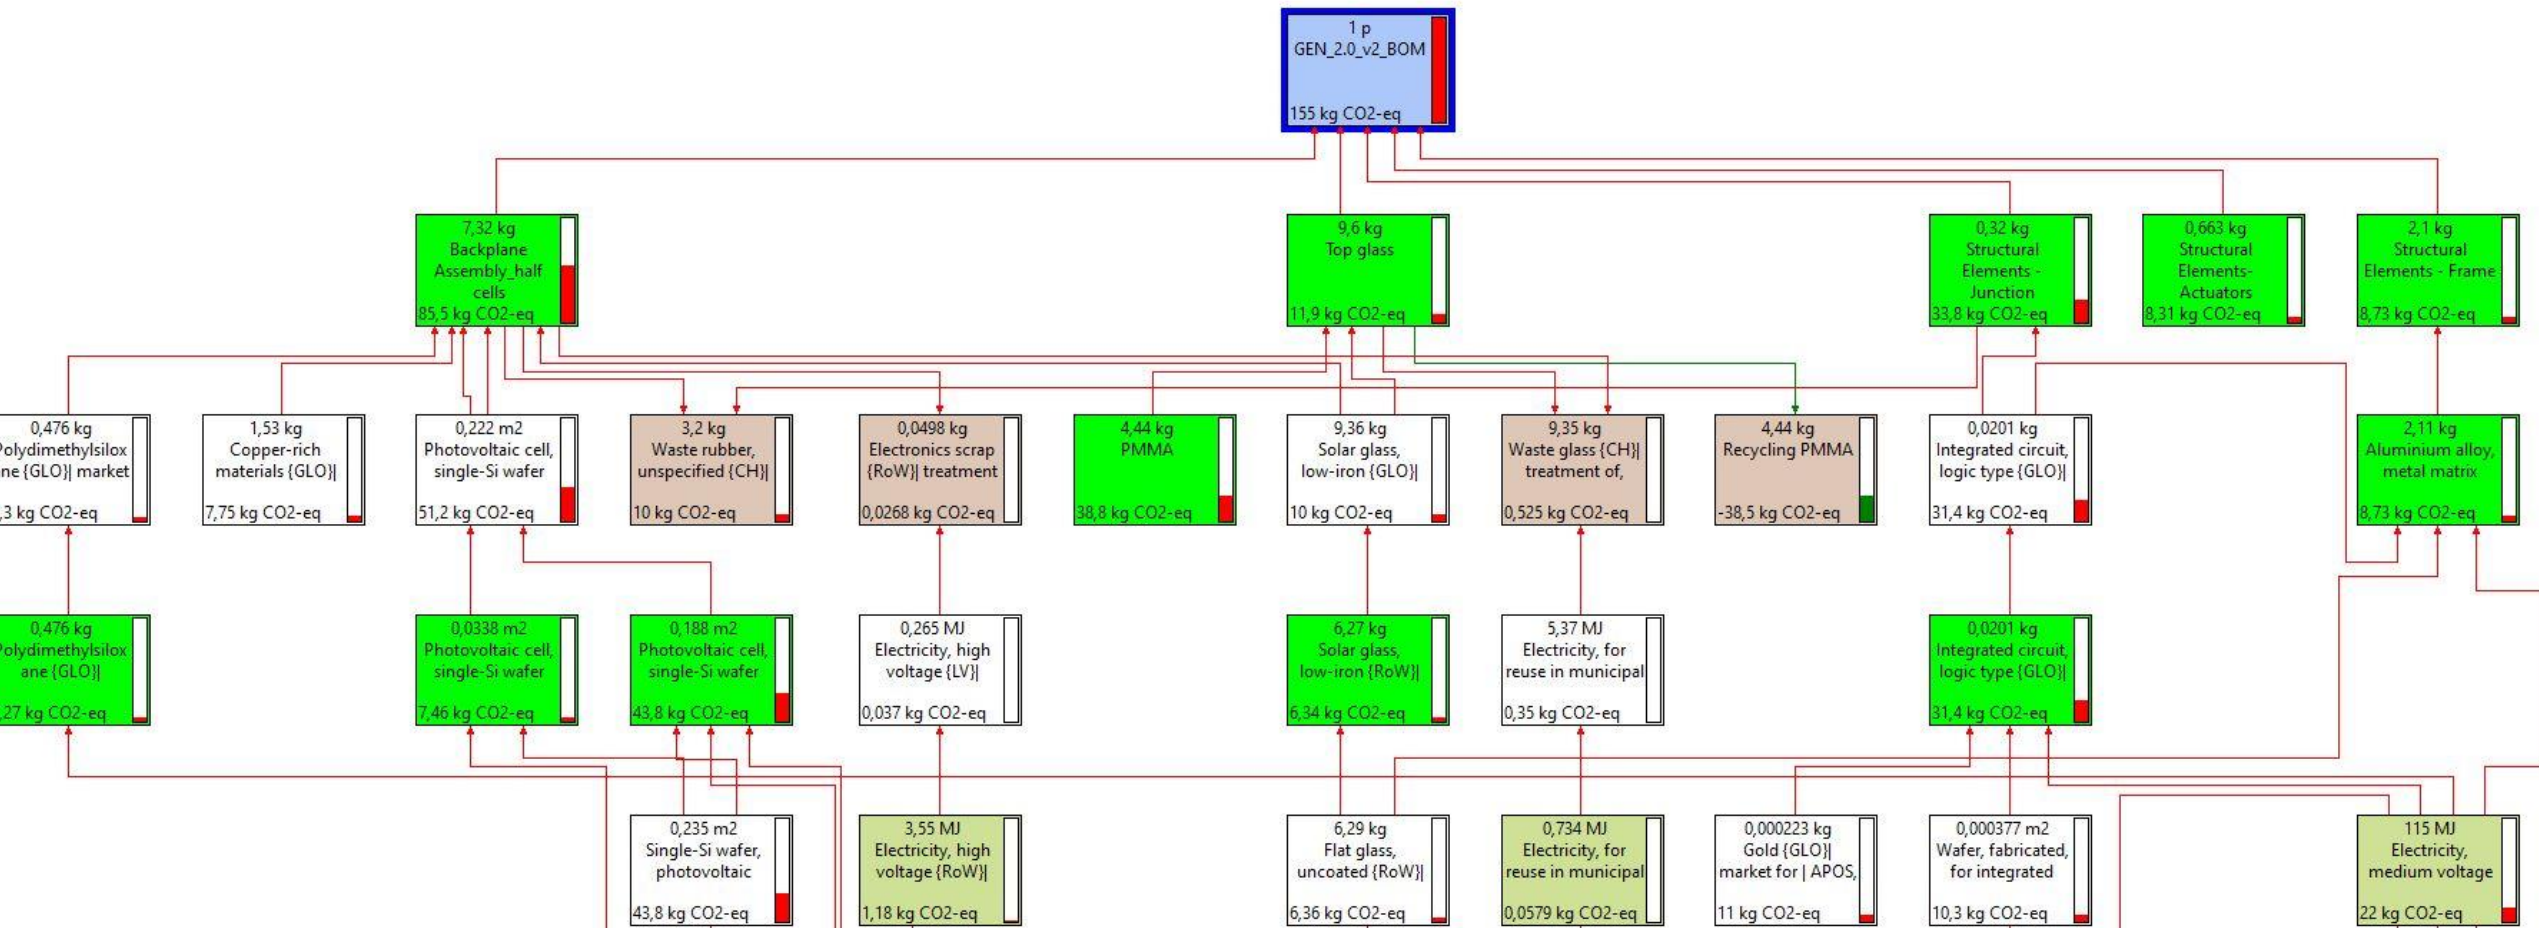 1 p
GEN_2.0_v2_BOM
155 kg CO2-eq
7,32 kg
Backplane
Assembly_half
cells
85,5 kg CO2-eq
9,6 kg
Top glass
11,9 kg CO2-eq
0,32 kg
Structural
Elements -
Junction
33,8 kg CO2-eq
0,663 kg
Structural
Elements-
Actuators
8,31 kg CO2-eq
2,1 kg
Structural
Elements - Frame
8,73 kg CO2-eq
0,476 kg
Polydimethylsilox
ne {GLO}| market
,3 kg CO2-eq
1,53 kg
Copper-rich
materials {GLO}|
7,75 kg CO2-eq
0,222 m2
Photovoltaic cell,
single-Si wafer
51,2 kg CO2-eq
3,2 kg
Waste rubber,
unspecified {CH}|
10 kg CO2-eq
0,0498 kg
Electronics scrap
{RoW}| treatment
0,0268 kg CO2-eq
4,44 kg
PMMA
38,8 kg CO2-eq
9,36 kg
Solar glass,
low-iron {GLO}|
10 kg CO2-eq
9,35 kg
Waste glass {CH}|
treatment of,
0,525 kg CO2-eq
4,44 kg
Recycling PMMA
-38,5 kg CO2-eq
0,0201 kg
Integrated circuit,
logic type {GLO}|
31,4 kg CO2-eq
2,11 kg
Aluminium alloy,
metal matrix
8,73 kg CO2-eq
0,476 kg
Polydimethylsilox
ane {GLO}|
,27 kg CO2-eq
0,0338 m2
Photovoltaic cell,
single-Si wafer
7,46 kg CO2-eq
0,188 m2
Photovoltaic cell,
single-Si wafer
43,8 kg CO2-eq
0,265 MJ
Electricity, high
voltage {LV}|
0,037 kg CO2-eq
6,27 kg
Solar glass,
low-iron {RoW}|
6,34 kg CO2-eq
5,37 MJ
Electricity, for
reuse in municipal
0,35 kg CO2-eq
0,0201 kg
Integrated circuit,
logic type {GLO}|
31,4 kg CO2-eq
0,235 m2
Single-Si wafer,
photovoltaic
43,8 kg CO2-eq
3,55 MJ
Electricity, high
voltage {RoW}|
1,18 kg CO2-eq
6,29 kg
Flat glass,
uncoated {RoW}|
6,36 kg CO2-eq
0,734 MJ
Electricity, for
reuse in municipal
0,0579 kg CO2-eq
0,000223 kg
Gold {GLO}|
market for | APOS,
11 kg CO2-eq
0,000377 m2
Wafer, fabricated,
for integrated
10,3 kg CO2-eq
115 MJ
Electricity,
medium voltage
22 kg CO2-eq